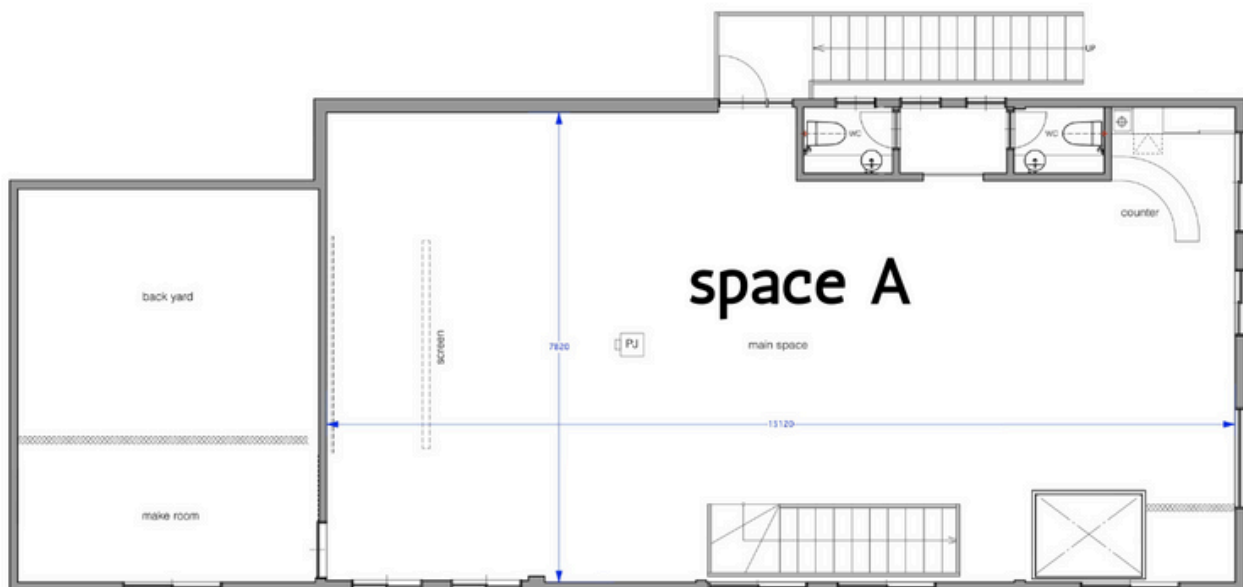 UP
WC
WC
counter
space A
back yard
screen
7820
PJ
main space
15120
make room